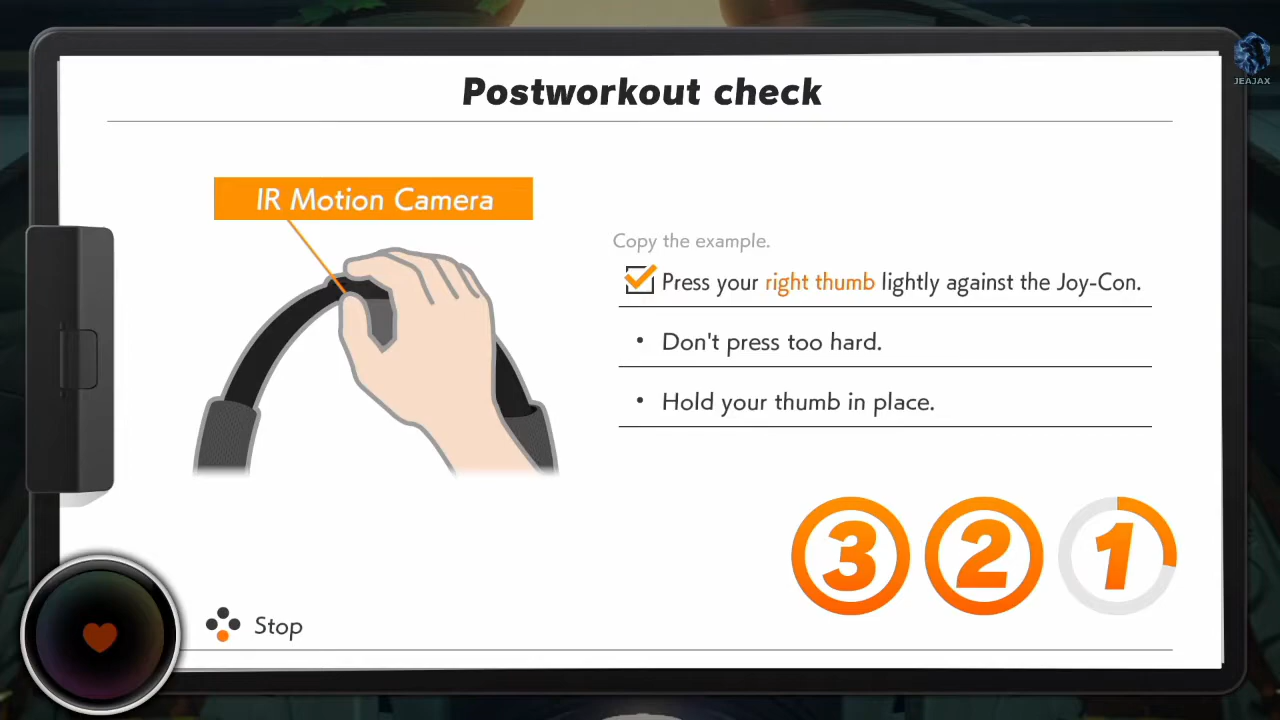 Postworkout check
JEAJAX
IR Motion Camera
Copy the example.
Press your right thumb lightly against the Joy-Con.
• Don't press too hard.
• Hold your thumb in place.
3 2 1
Stop